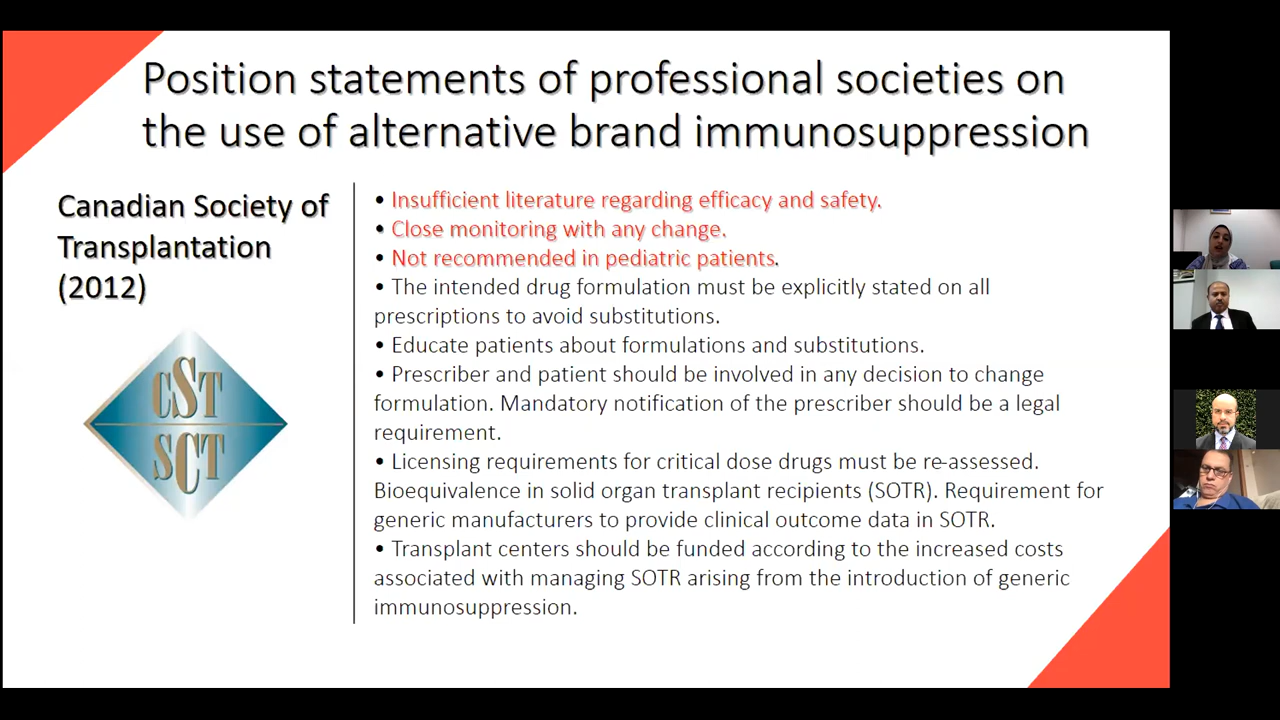 Position statements of professional societies on
the use of alternative brand immunosuppression
Canadian Society of
Transplantation
(2012)
CST
SCT
• Insufficient literature regarding efficacy and safety.
• Close monitoring with any change.
• Not recommended in pediatric patients.
• The intended drug formulation must be explicitly stated on all
prescriptions to avoid substitutions.
• Educate patients about formulations and substitutions.
• Prescriber and patient should be involved in any decision to change
formulation. Mandatory notification of the prescriber should be a legal
requirement.
• Licensing requirements for critical dose drugs must be re-assessed.
Bioequivalence in solid organ transplant recipients (SOTR). Requirement for
generic manufacturers to provide clinical outcome data in SOTR.
• Transplant centers should be funded according to the increased costs
associated with managing SOTR arising from the introduction of generic
immunosuppression.